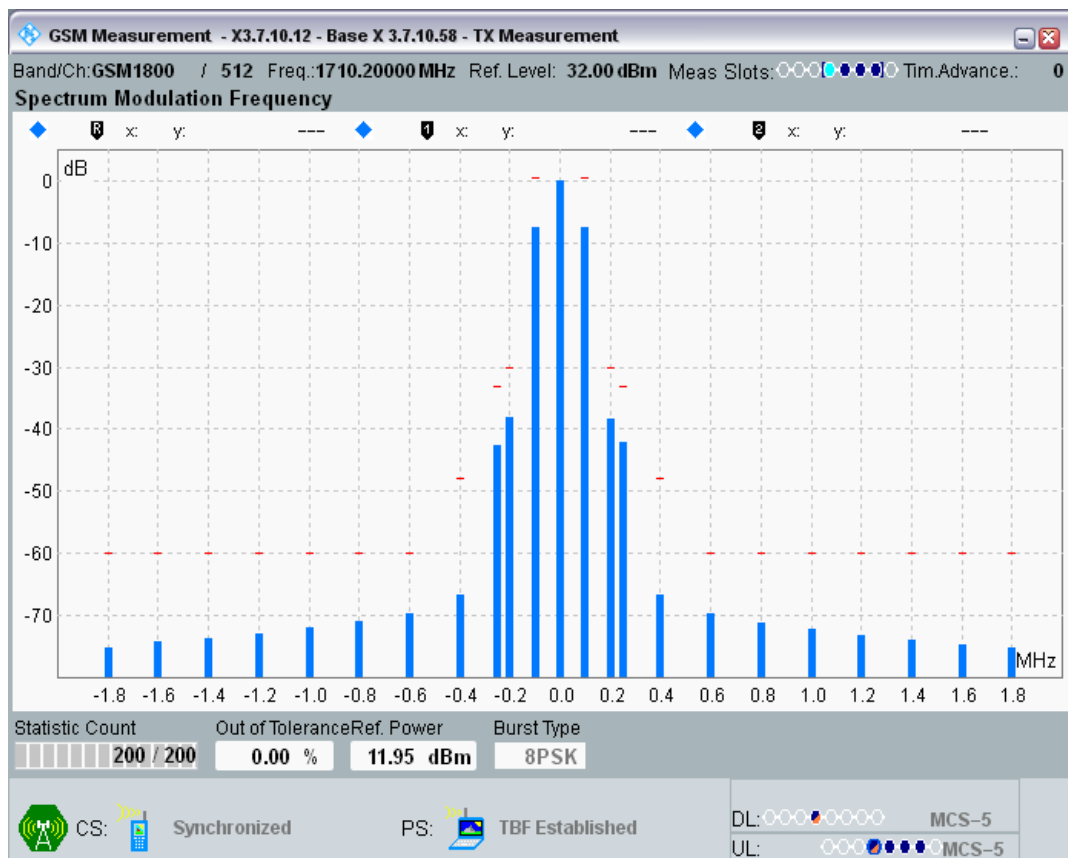 GSM Measurement - X3.7.10.12 - Base X 3.7.10.58 - TX Measurement
Band/Ch:GSM1800 / 512 Freq.:1710.20000 MHz Ref. Level: 32.00 dBm Meas Slots: Tim.Advance.: 0
Spectrum Modulation Frequency
R x: y: --- 1 x: y: --- 2 x: y: ---
dB
0
-10
-20
-30
-40
-50
-60
-70
MHz
-1.8 -1.6 -1.4 -1.2 -1.0 -0.8 -0.6 -0.4 -0.2 0.0 0.2 0.4 0.6 0.8 1.0 1.2 1.4 1.6 1.8
Statistic Count Out of Tolerance Ref. Power Burst Type
200 / 200 0.00 % 11.95 dBm 8PSK
CS: Synchronized PS: TBF Established
DL: MCS-5
UL: MCS-5